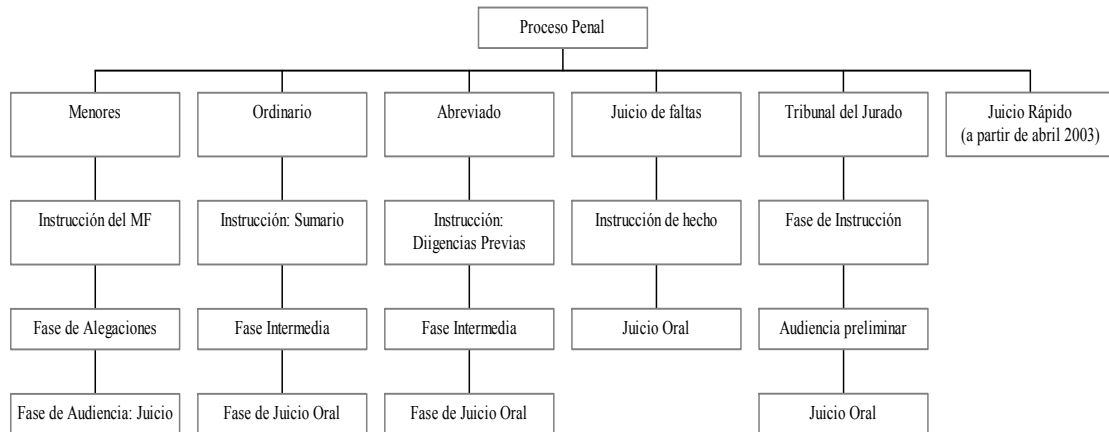 Proceso Penal
Menores
Ordinario
Abreviado
Juicio de faltas
Tribunal del Jurado
Juicio Rápido
(a partir de abril 2003)
Instrucción del MF
Instrucción: Sumario
Instrucción:
Diigencias Previas
Instrucción de hecho
Fase de Instrucción
Fase de Alegaciones
Fase Intermedia
Fase Intermedia
Juicio Oral
Audiencia preliminar
Fase de Audiencia: Juicio
Fase de Juicio Oral
Fase de Juicio Oral
Juicio Oral